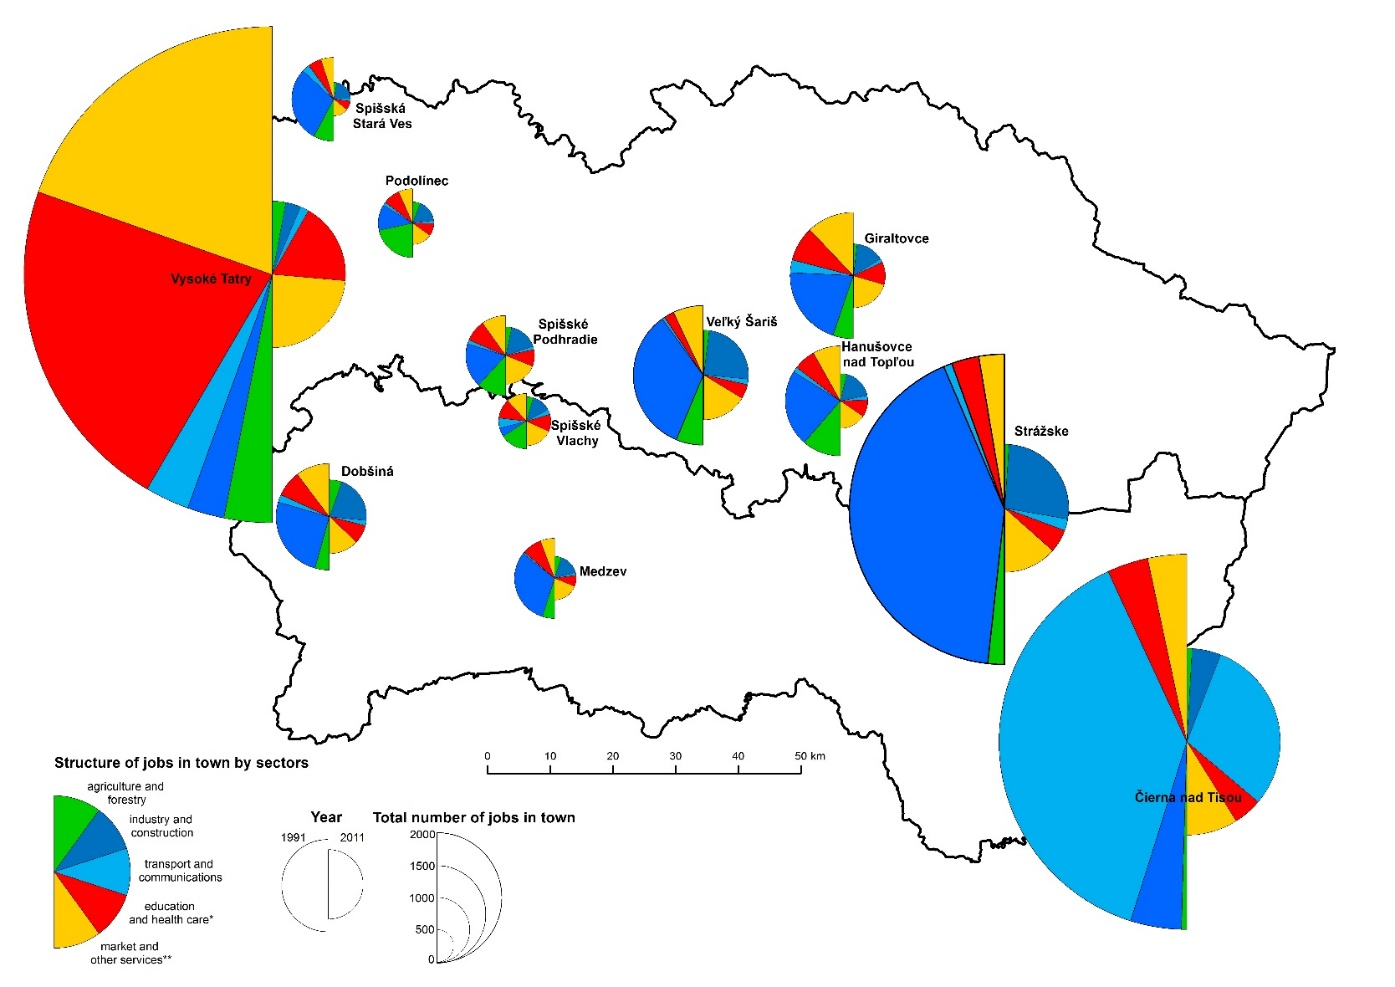 Spišská
Stará Ves
Podolínec
Giraltovce
Vysoké Tatry
Spišské
Podhradie
Veľký Šariš
Hanušovce
nad Topľou
Spišské
Vlachy
Strážske
Dobšiná
Medzev
Čierna nad Tisou
0 10 20 30 40 50 km
Structure of jobs in town by sectors
agriculture and
forestry
industry and
construction
transport and
communications
education
and health care*
market and
other services**
Year
1991 2011
Total number of jobs in town
2000
1500
1000
500
0